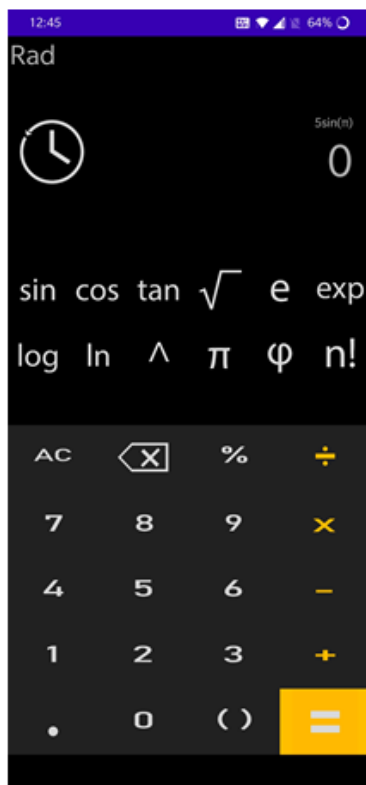 12:45 64%
Rad
5sin(π)
0
sin cos tan √ e exp
log ln ^ π φ n!
AC % ÷
7 8 9 ×
4 5 6 −
1 2 3 +
. 0 ( ) =